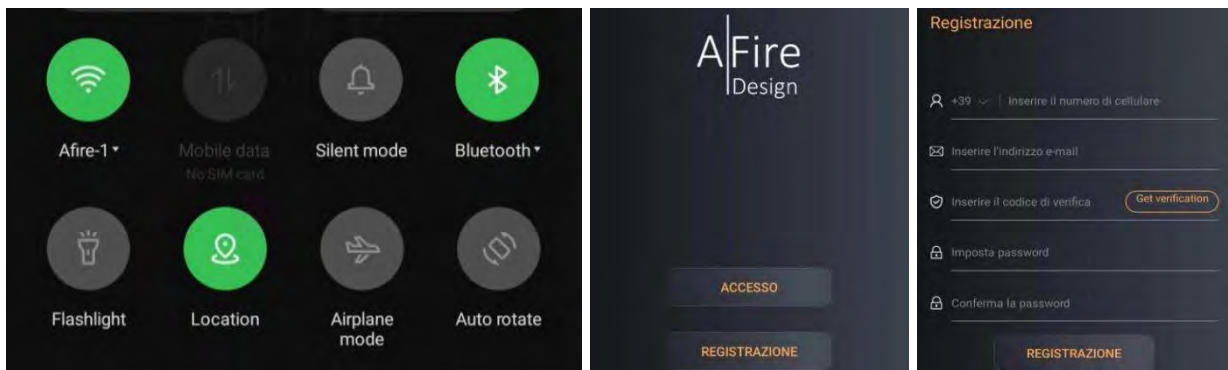 Afire-1
Mobile data
No SIM card
Silent mode
Bluetooth
Flashlight
Location
Airplane
mode
Auto rotate
A Fire
Design
ACCESSO
REGISTRAZIONE
Registrazione
+39 Inserire il numero di cellulare
Inserire l'indirizzo e-mail
Inserire il codice di verifica Get verification
Imposta password
Conferma la password
REGISTRAZIONE